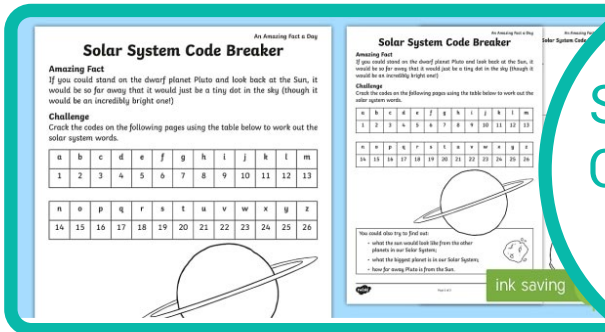 An Amazing Fact a Day
Solar System Code Breaker
Amazing Fact
If you could stand on the dwarf planet Pluto and look back at the Sun, it
would be so far away that it would just be a tiny dot in the sky (though it
would be an incredibly bright one!)
Challenge
Crack the codes on the following pages using the table below to work out the
solar system words.
a b c d e f g h i j k l m
1 2 3 4 5 6 7 8 9 10 11 12 13
n o p q r s t u v w x y z
14 15 16 17 18 19 20 21 22 23 24 25 26
An Amazing Fact a Day
Solar System Code Breaker
Amazing Fact
If you could stand on the dwarf planet Pluto and look back at the Sun, it
would be so far away that it would just be a tiny dot in the sky (though it
would be an incredibly bright one!)
Challenge
Crack the codes on the following pages using the table below to work out the
solar system words.
a b c d e f g h i j k l m
1 2 3 4 5 6 7 8 9 10 11 12 13
n o p q r s t u v w x y z
14 15 16 17 18 19 20 21 22 23 24 25 26
You could also try to find out:
- what the sun would look like from the other
planets in our Solar System;
- what the biggest planet is in our Solar System;
- how far away Pluto is from the Sun.
Solar System Code
S
ink saving